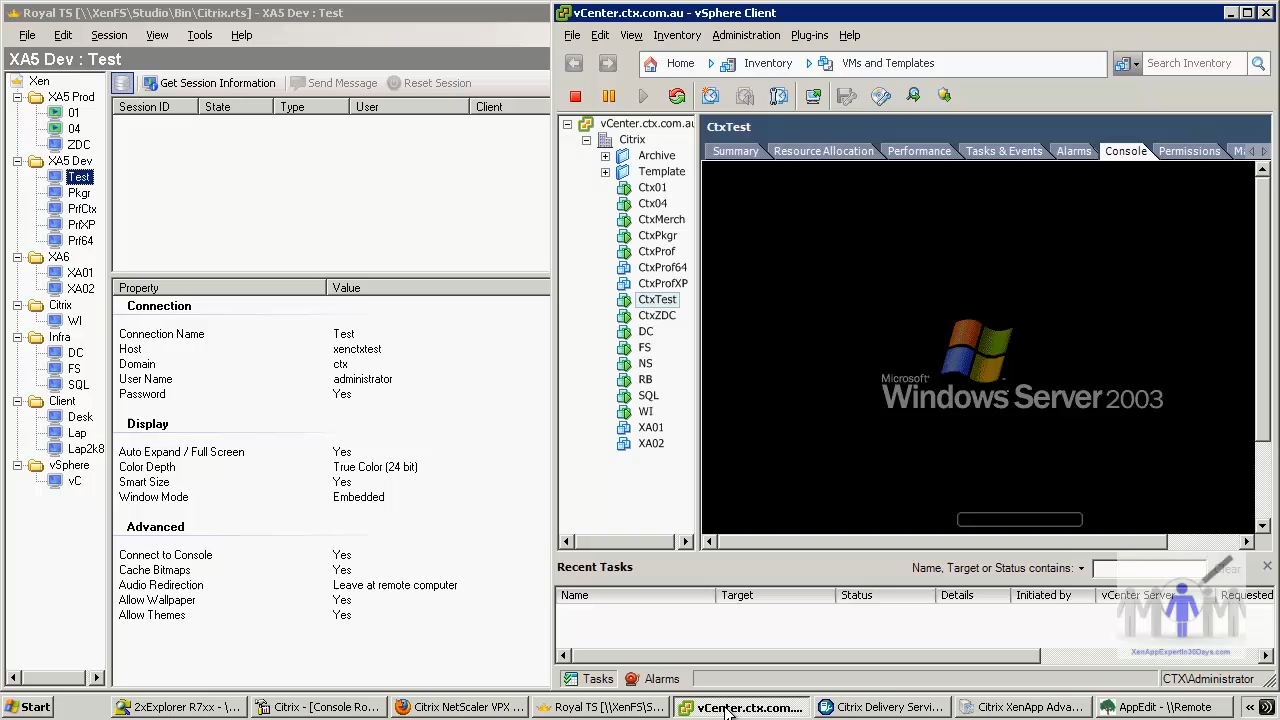 Royal TS [\\XenFS\Studio\Bin\Citrix.rts] - XA5 Dev : Test
File Edit Session View Tools Help
XA5 Dev : Test
Xen
XA5 Prod
01
04
ZDC
XA5 Dev
Test
Pkgr
PrfCtx
PrfXP
Prf64
XA6
XA01
XA02
Citrix
WI
Infra
DC
FS
SQL
Client
Desk
Lap
Lap2k8
vSphere
vC
Get Session Information Send Message Reset Session
Session ID State Type User Client
Property Value
Connection
Connection Name Test
Host xenctxtest
Domain ctx
User Name administrator
Password Yes
Display
Auto Expand / Full Screen Yes
Color Depth True Color (24 bit)
Smart Size Yes
Window Mode Embedded
Advanced
Connect to Console Yes
Cache Bitmaps Yes
Audio Redirection Leave at remote computer
Allow Wallpaper Yes
Allow Themes Yes
vCenter.ctx.com.au - vSphere Client
File Edit View Inventory Administration Plug-ins Help
Home Inventory VMs and Templates Search Inventory
vCenter.ctx.com.au
Citrix
Archive
Template
Ctx01
Ctx04
CtxMerch
CtxPkgr
CtxProf
CtxProf64
CtxProfXP
CtxTest
CtxZDC
DC
FS
NS
RB
SQL
WI
XA01
XA02
CtxTest
Summary Resource Allocation Performance Tasks & Events Alarms Console Permissions
Microsoft
Windows Server 2003
Recent Tasks Name, Target or Status contains: Clear
Name Target Status Details Initiated by vCenter Server Requested
XenAppExpertIn30Days.com
Tasks Alarms CTX\Administrator
Start 2xExplorer R7xx - \... Citrix - [Console Ro... Citrix NetScaler VPX ... Royal TS [\\XenFS\S... vCenter.ctx.com.... Citrix Delivery Servi... Citrix XenApp Adva... AppEdit - \\Remote